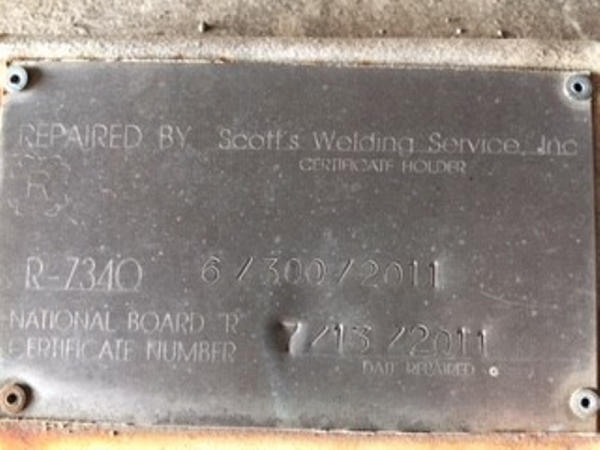 REPAIRED BY Scott's Welding Service, Inc
CERTIFICATE HOLDER
R
R-7340 6/300/2011
NATIONAL BOARD "R"
CERTIFICATE NUMBER
7/13/2011
DATE REPAIRED